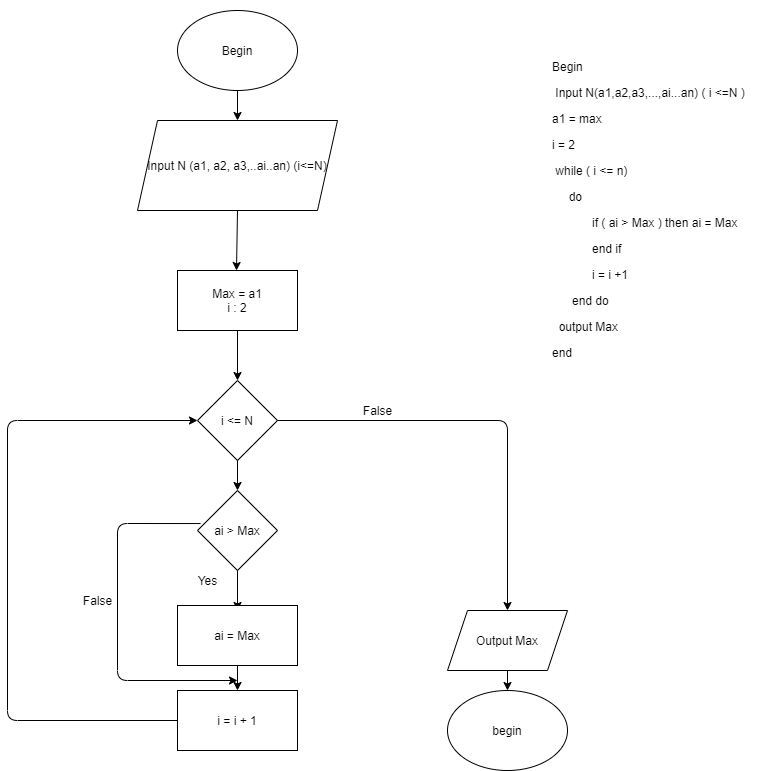 Begin
Input N (a1, a2, a3,..ai..an) (i<=N)
Max = a1
i : 2
i <= N
False
ai > Max
Yes
False
ai = Max
i = i + 1
Output Max
begin
Begin
Input N(a1,a2,a3,...,ai...an) ( i <=N )
a1 = max
i = 2
while ( i <= n)
do
if ( ai > Max ) then ai = Max
end if
i = i +1
end do
output Max
end